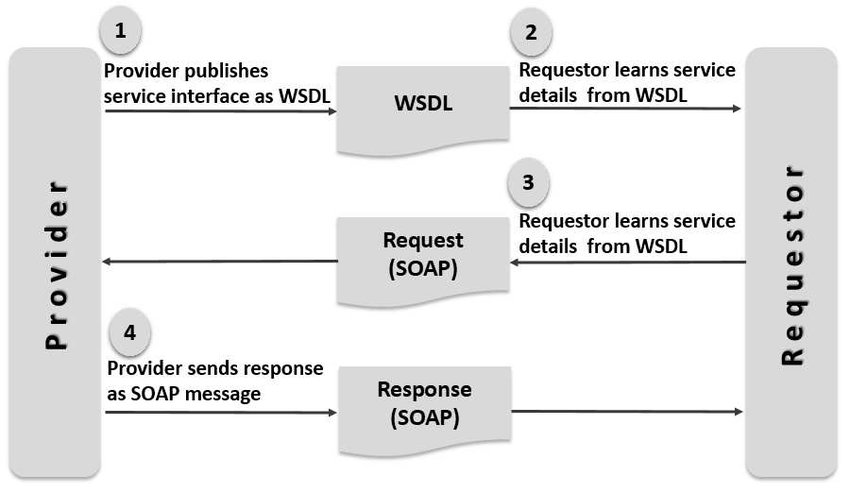 1
Provider publishes
service interface as WSDL
WSDL
2
Requestor learns service
details from WSDL
3
Requestor learns service
details from WSDL
Request
(SOAP)
4
Provider sends response
as SOAP message
Response
(SOAP)
Provider
Requestor